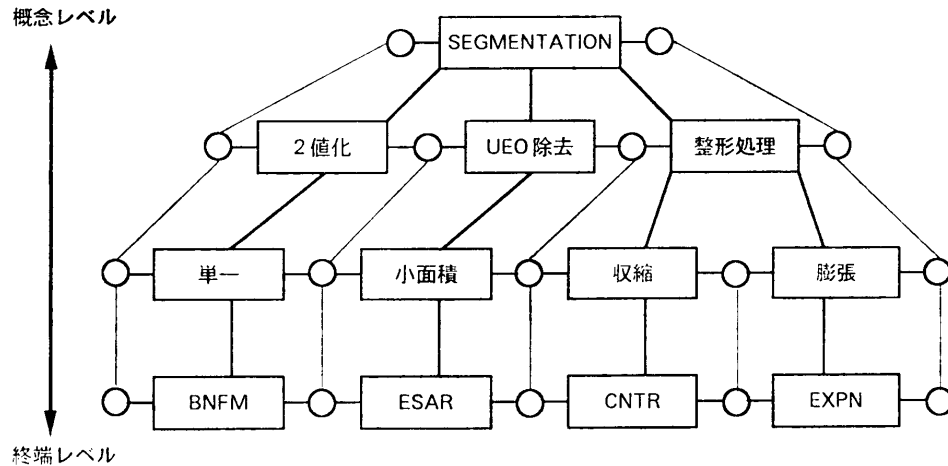 概念レベル
SEGMENTATION
2値化
UEO除去
整形処理
単一
小面積
収縮
膨張
BNFM
ESAR
CNTR
EXPN
終端レベル